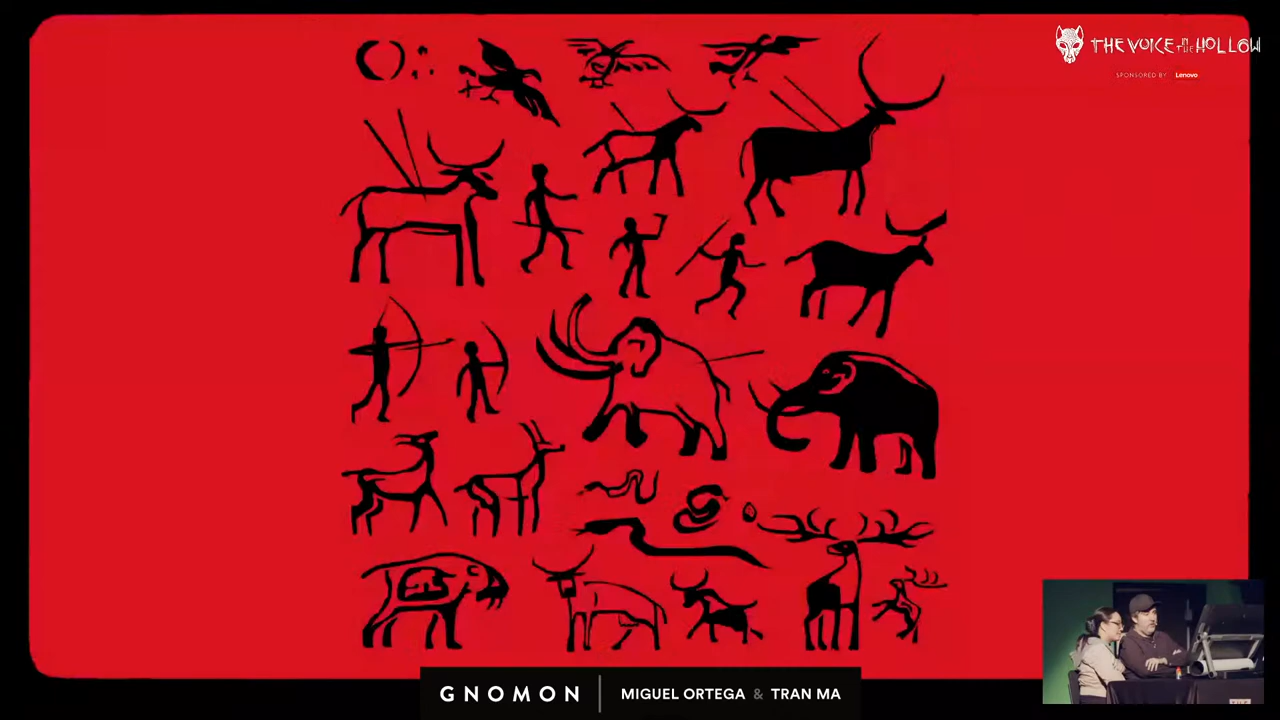 THE VOICE IN THE HOLLOW
SPONSORED BY Lenovo
GNOMON MIGUEL ORTEGA & TRAN MA